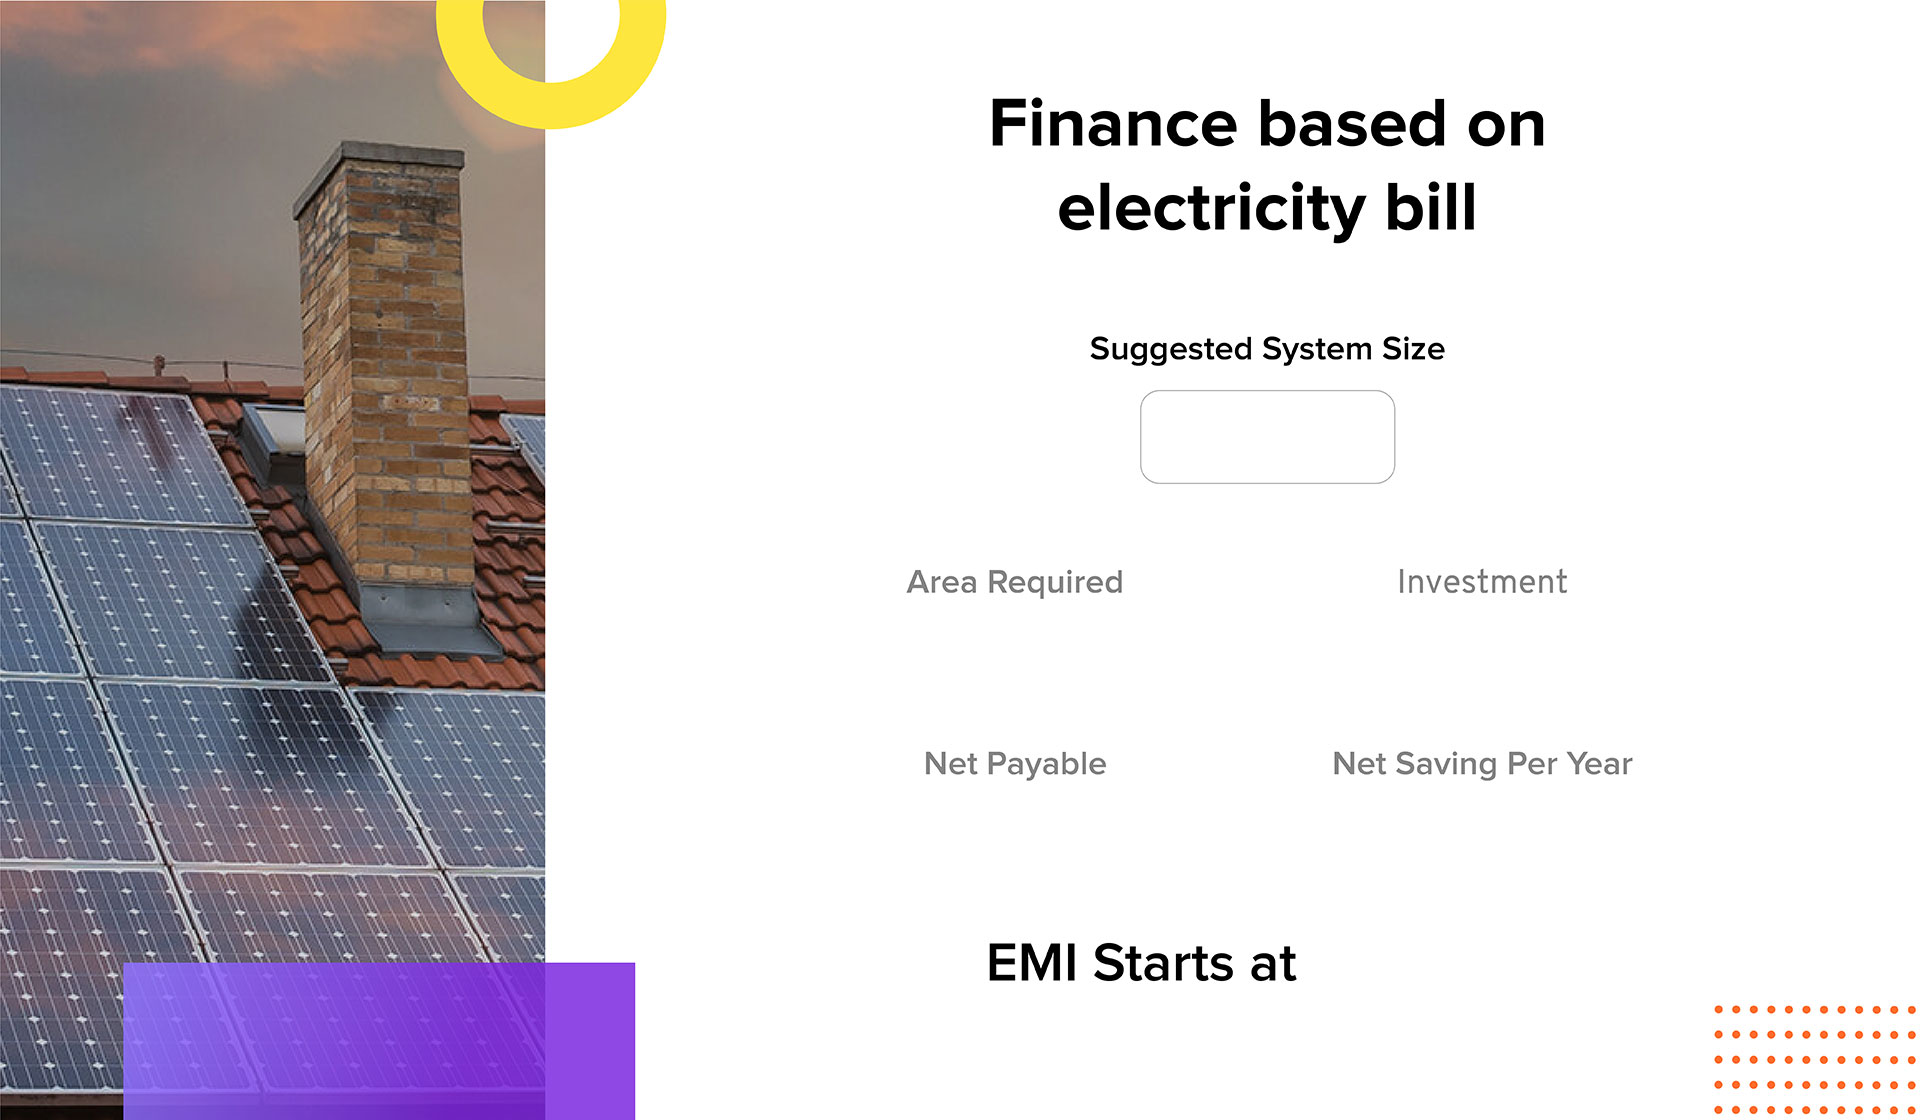 Finance based on
electricity bill
Suggested System Size
Area Required
Investment
Net Payable
Net Saving Per Year
EMI Starts at